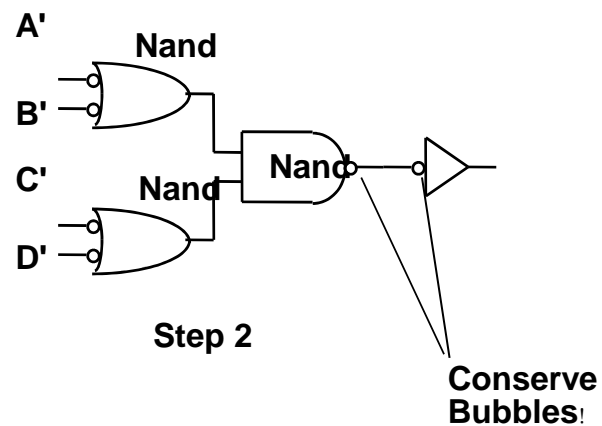 A'
Nand
B'
C'
Nand
Nand
D'
Step 2
Conserve
Bubbles!